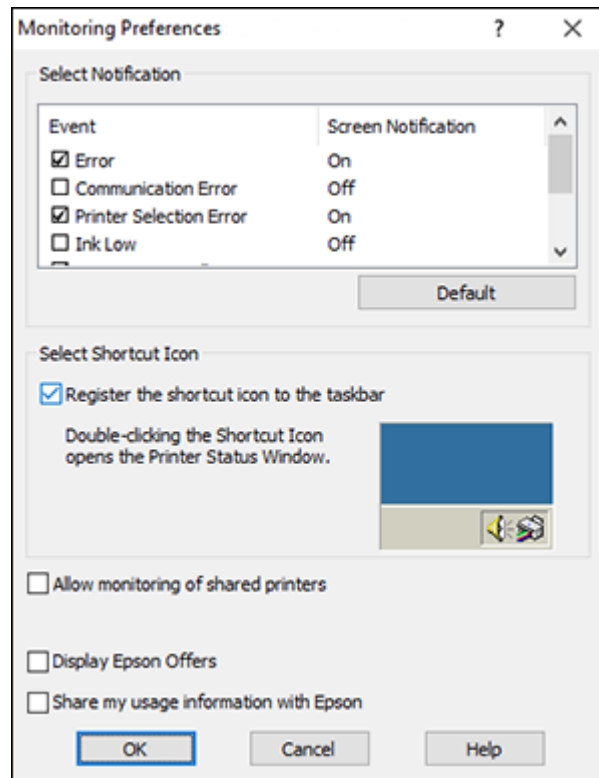 Monitoring Preferences ? ×
Select Notification
Event Screen Notification
Error On
Communication Error Off
Printer Selection Error On
Ink Low Off
Default
Select Shortcut Icon
Register the shortcut icon to the taskbar
Double-clicking the Shortcut Icon
opens the Printer Status Window.
Allow monitoring of shared printers
Display Epson Offers
Share my usage information with Epson
OK Cancel Help